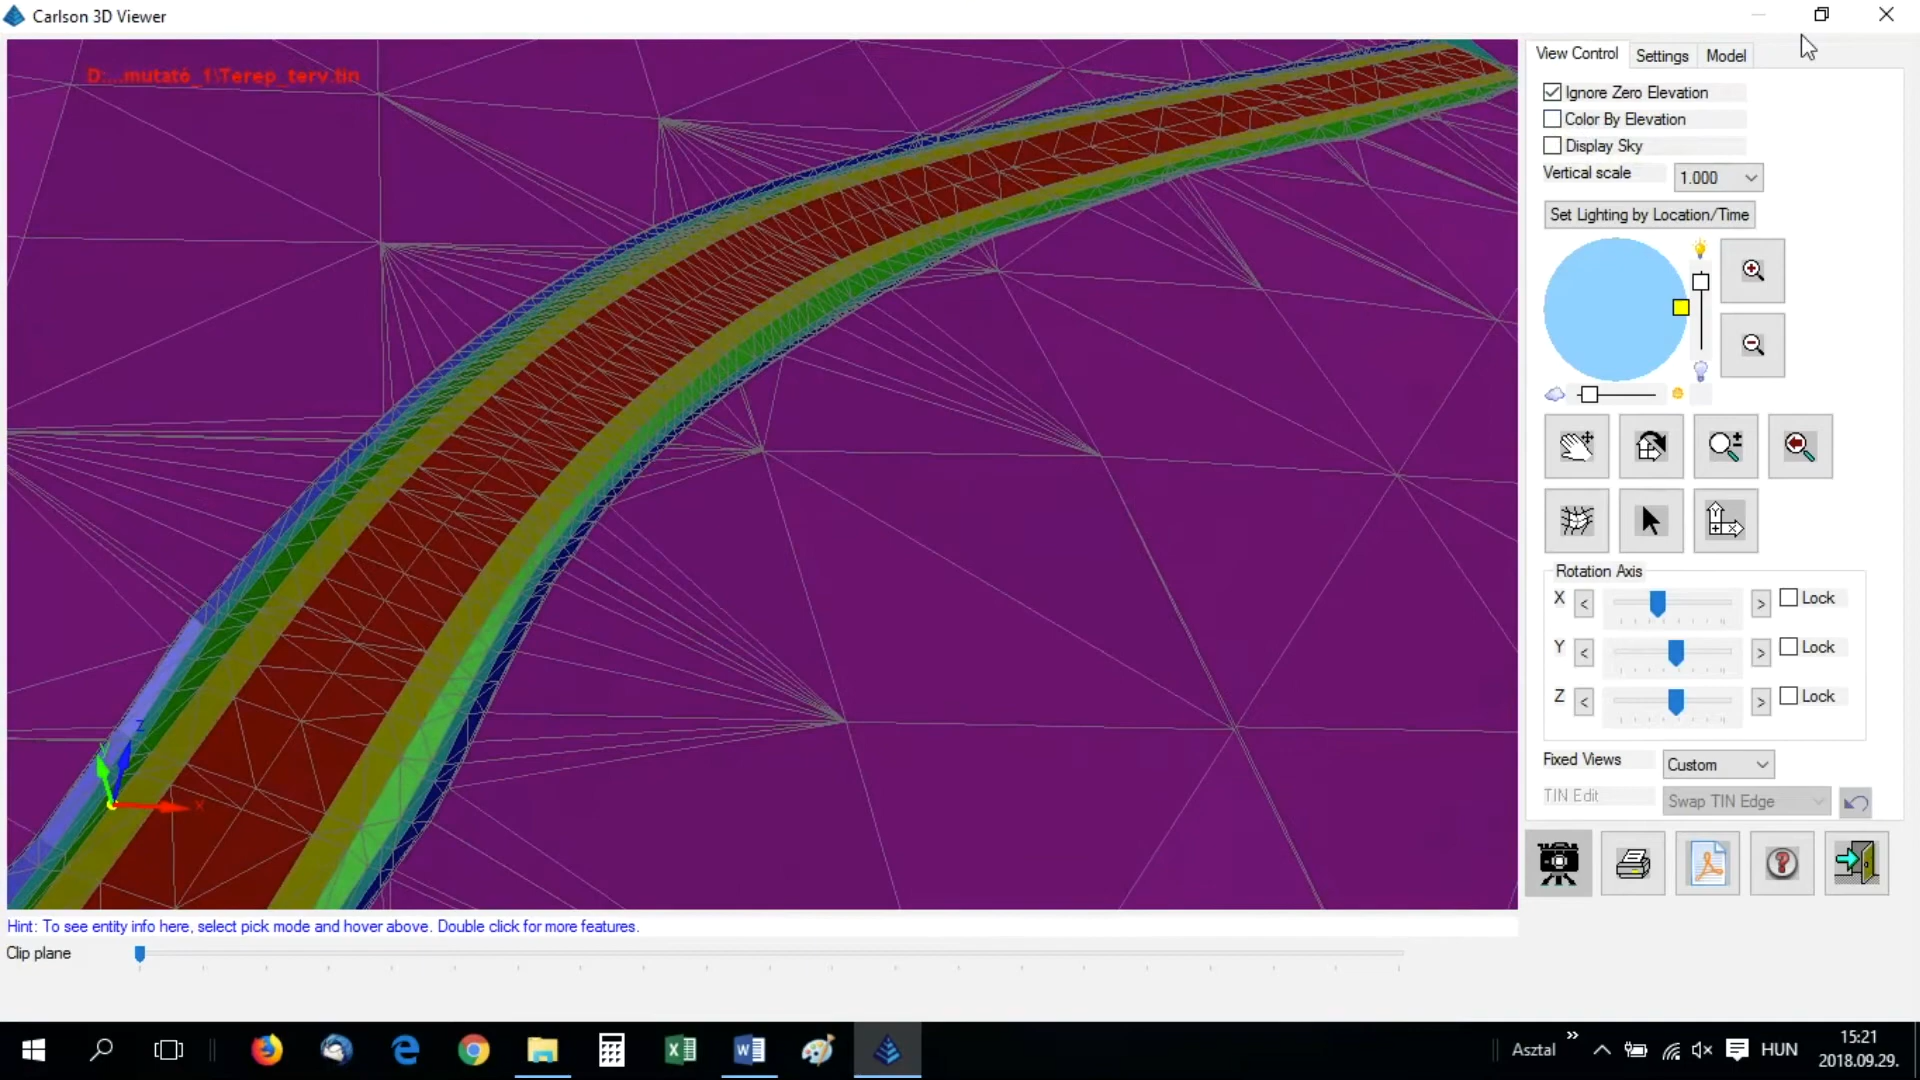 Carlson 3D Viewer
D:...mutató_1\Terep_terv.tin
View Control
Settings
Model
Ignore Zero Elevation
Color By Elevation
Display Sky
Vertical scale
1.000
Set Lighting by Location/Time
Rotation Axis
X < > Lock
Y < > Lock
Z < > Lock
Fixed Views
Custom
TIN Edit
Swap TIN Edge
Z
Y
X
Hint: To see entity info here, select pick mode and hover above. Double click for more features.
Clip plane
Asztal
HUN
15:21
2018.09.29.